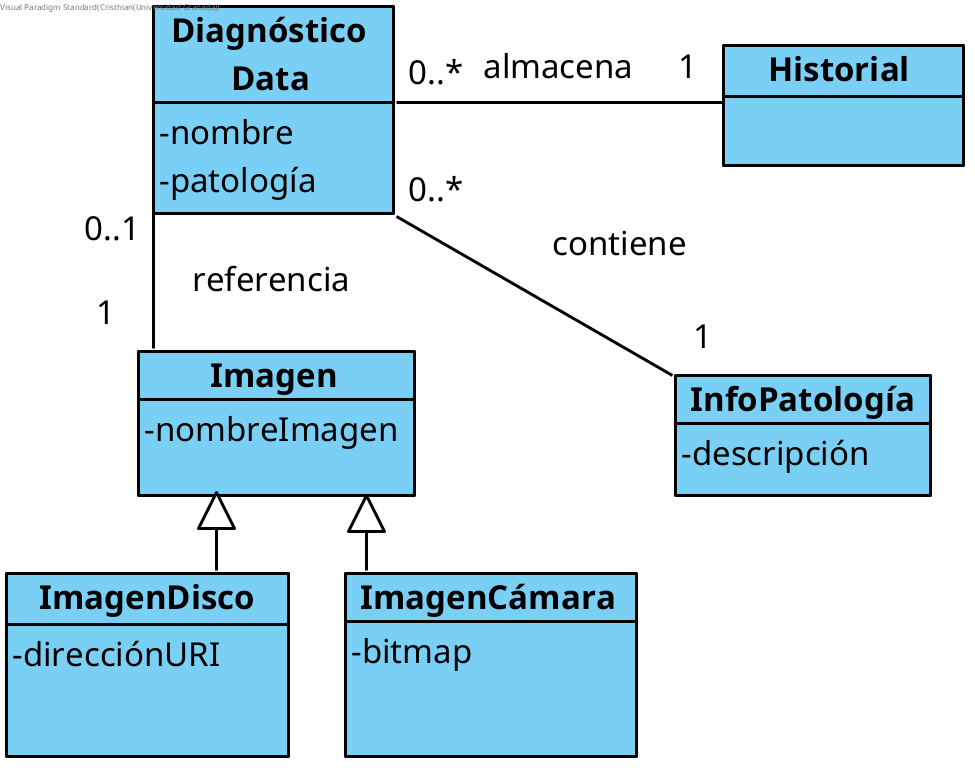 Visual Paradigm Standard(Cristhian(Universidad Granada))
Diagnóstico
Data
-nombre
-patología
0..*
almacena
1
Historial
0..*
contiene
1
0..1
referencia
1
Imagen
-nombreImagen
InfoPatología
-descripción
ImagenDisco
-direcciónURI
ImagenCámara
-bitmap